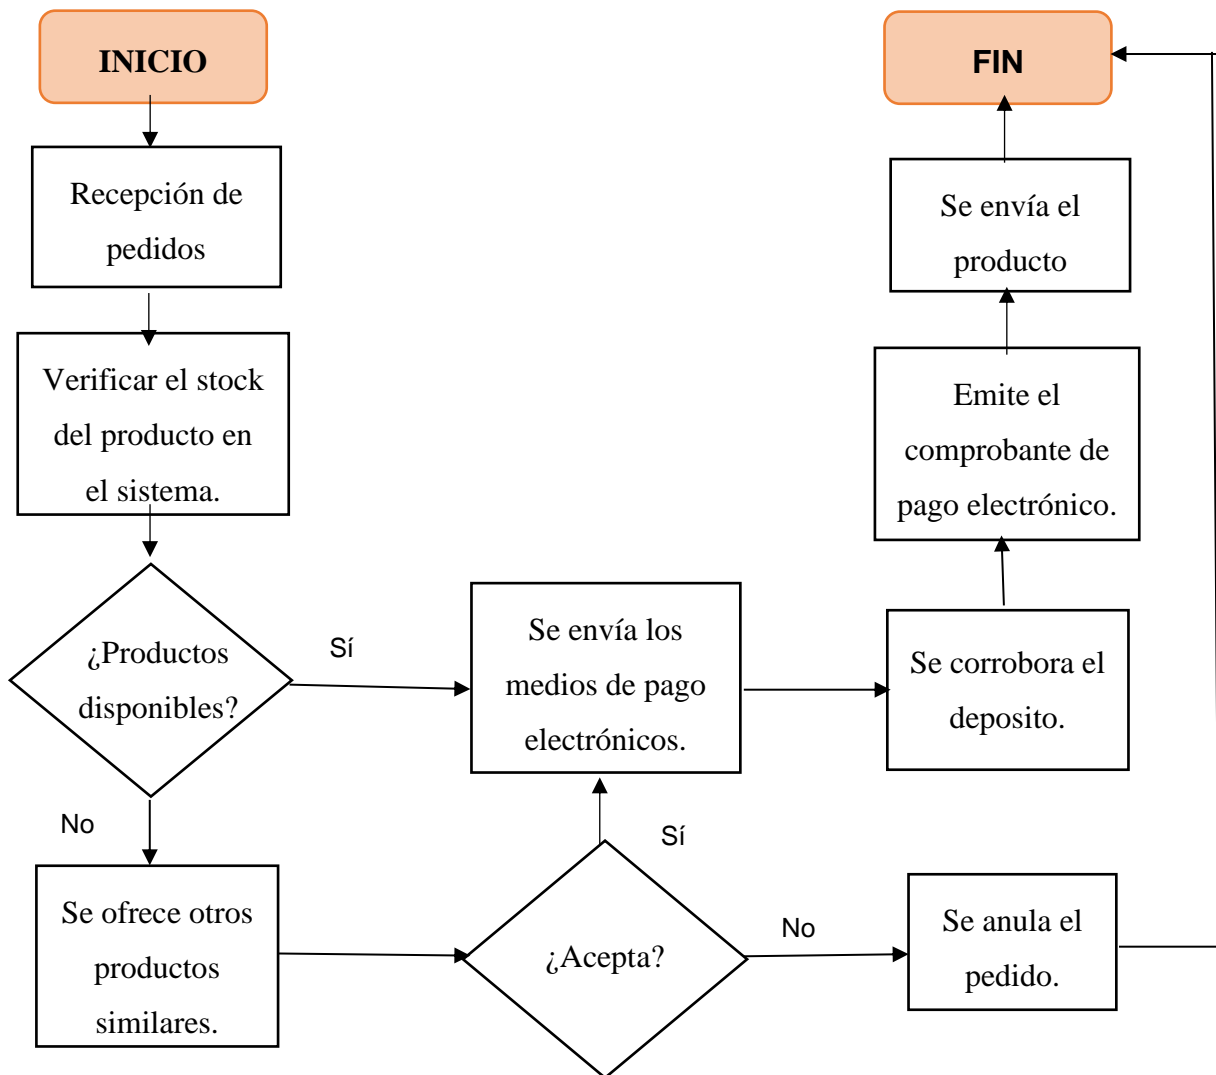 INICIO
Recepción de
pedidos
Verificar el stock
del producto en
el sistema.
¿Productos
disponibles?
Sí
No
Se ofrece otros
productos
similares.
¿Acepta?
Sí
No
Se envía los
medios de pago
electrónicos.
Se anula el
pedido.
Se corrobora el
deposito.
Emite el
comprobante de
pago electrónico.
Se envía el
producto
FIN